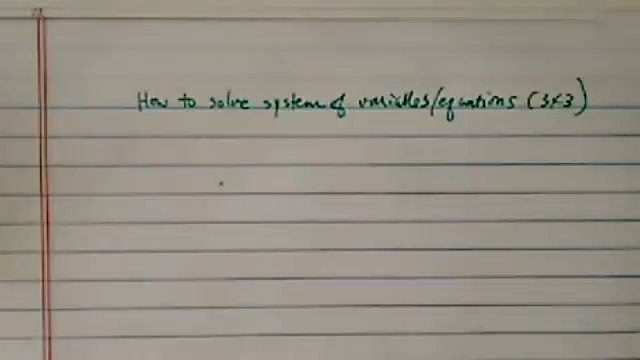 How to solve system of variables/equations (3x3)